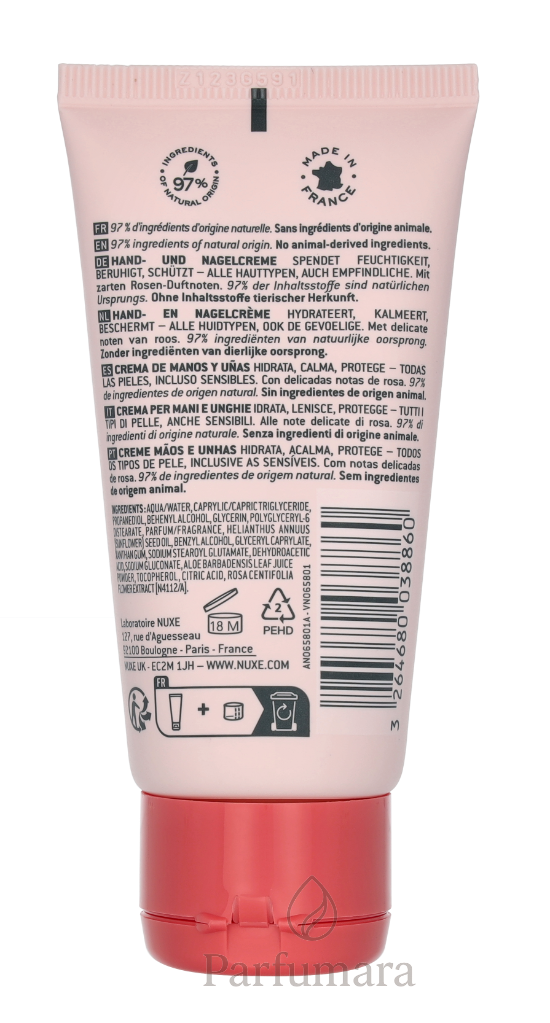 Z1236591
INGREDIENTS
97%
OF NATURAL ORIGIN
MADE IN
FRANCE
FR 97 % d'ingrédients d'origine naturelle. Sans ingrédients d'origine animale.
EN 97% ingredients of natural origin. No animal-derived ingredients.
DE HAND- UND NAGELCREME SPENDET FEUCHTIGKEIT,
BERUHIGT, SCHÜTZT – ALLE HAUTTYPEN, AUCH EMPFINDLICHE. Mit
zarten Rosen-Duftnoten. 97% der Inhaltsstoffe sind natürlichen
Ursprungs. Ohne Inhaltsstoffe tierischer Herkunft.
NL HAND- EN NAGELCRÈME HYDRATEERT, KALMEERT,
BESCHERMT – ALLE HUIDTYPEN, OOK DE GEVOELIGE. Met delicate
noten van roos. 97% ingrediënten van natuurlijke oorsprong.
Zonder ingrediënten van dierlijke oorsprong.
ES CREMA DE MANOS Y UÑAS HIDRATA, CALMA, PROTEGE – TODAS
LAS PIELES, INCLUSO SENSIBLES. Con delicadas notas de rosa. 97%
de ingredientes de origen natural. Sin ingredientes de origen animal.
IT CREMA PER MANI E UNGHIE IDRATA, LENISCE, PROTEGGE – TUTTI I
TIPI DI PELLE, ANCHE SENSIBILI. Alle note delicate di rosa. 97% di
ingredienti di origine naturale. Senza ingredienti di origine animale.
PT CREME MÃOS E UNHAS HIDRATA, ACALMA, PROTEGE – TODOS
OS TIPOS DE PELE, INCLUSIVE AS SENSÍVEIS. Com notas delicadas
de rosa. 97% de ingredientes de origem natural. Sem ingredientes
de origem animal.
INGREDIENTS: AQUA/WATER, CAPRYLIC/CAPRIC TRIGLYCERIDE,
PROPANEDIOL, BEHENYL ALCOHOL, GLYCERIN, POLYGLYCERYL-6
DISTEARATE, PARFUM/FRAGRANCE, HELIANTHUS ANNUUS
(SUNFLOWER) SEED OIL, BENZYL ALCOHOL, GLYCERYL CAPRYLATE,
XANTHAN GUM, SODIUM STEAROYL GLUTAMATE, DEHYDROACETIC
ACID, SODIUM GLUCONATE, ALOE BARBADENSIS LEAF JUICE
POWDER, TOCOPHEROL, CITRIC ACID, ROSA CENTIFOLIA
FLOWER EXTRACT [N4112/A].
Laboratoire NUXE
127, rue d'Aguesseau
92100 Boulogne - Paris - France
NUXE UK - EC2M 1JH – WWW.NUXE.COM
18 M
2
PEHD
AN065801A - VN065801
3 264680 038860
FR
+
Parfumara